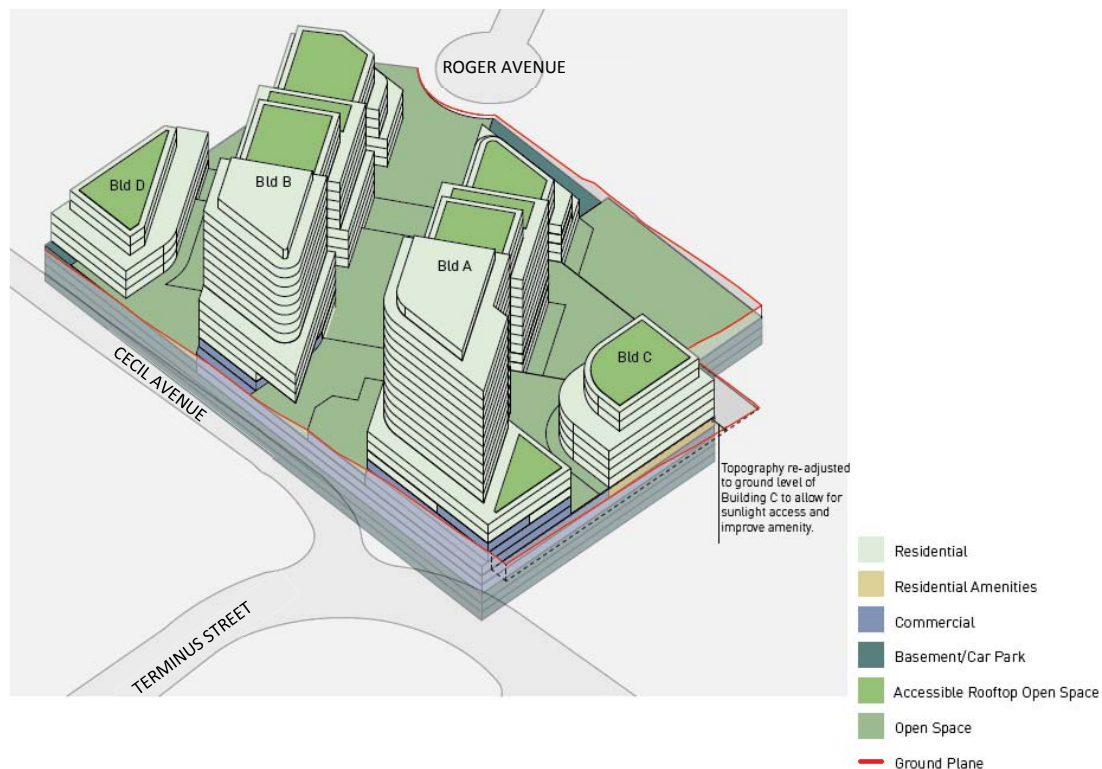 ROGER AVENUE
Bld D
Bld B
Bld A
Bld C
CECIL AVENUE
TERMINUS STREET
Topography re-adjusted
to ground level of
Building C to allow for
sunlight access and
improve amenity.
Residential
Residential Amenities
Commercial
Basement/Car Park
Accessible Rooftop Open Space
Open Space
Ground Plane